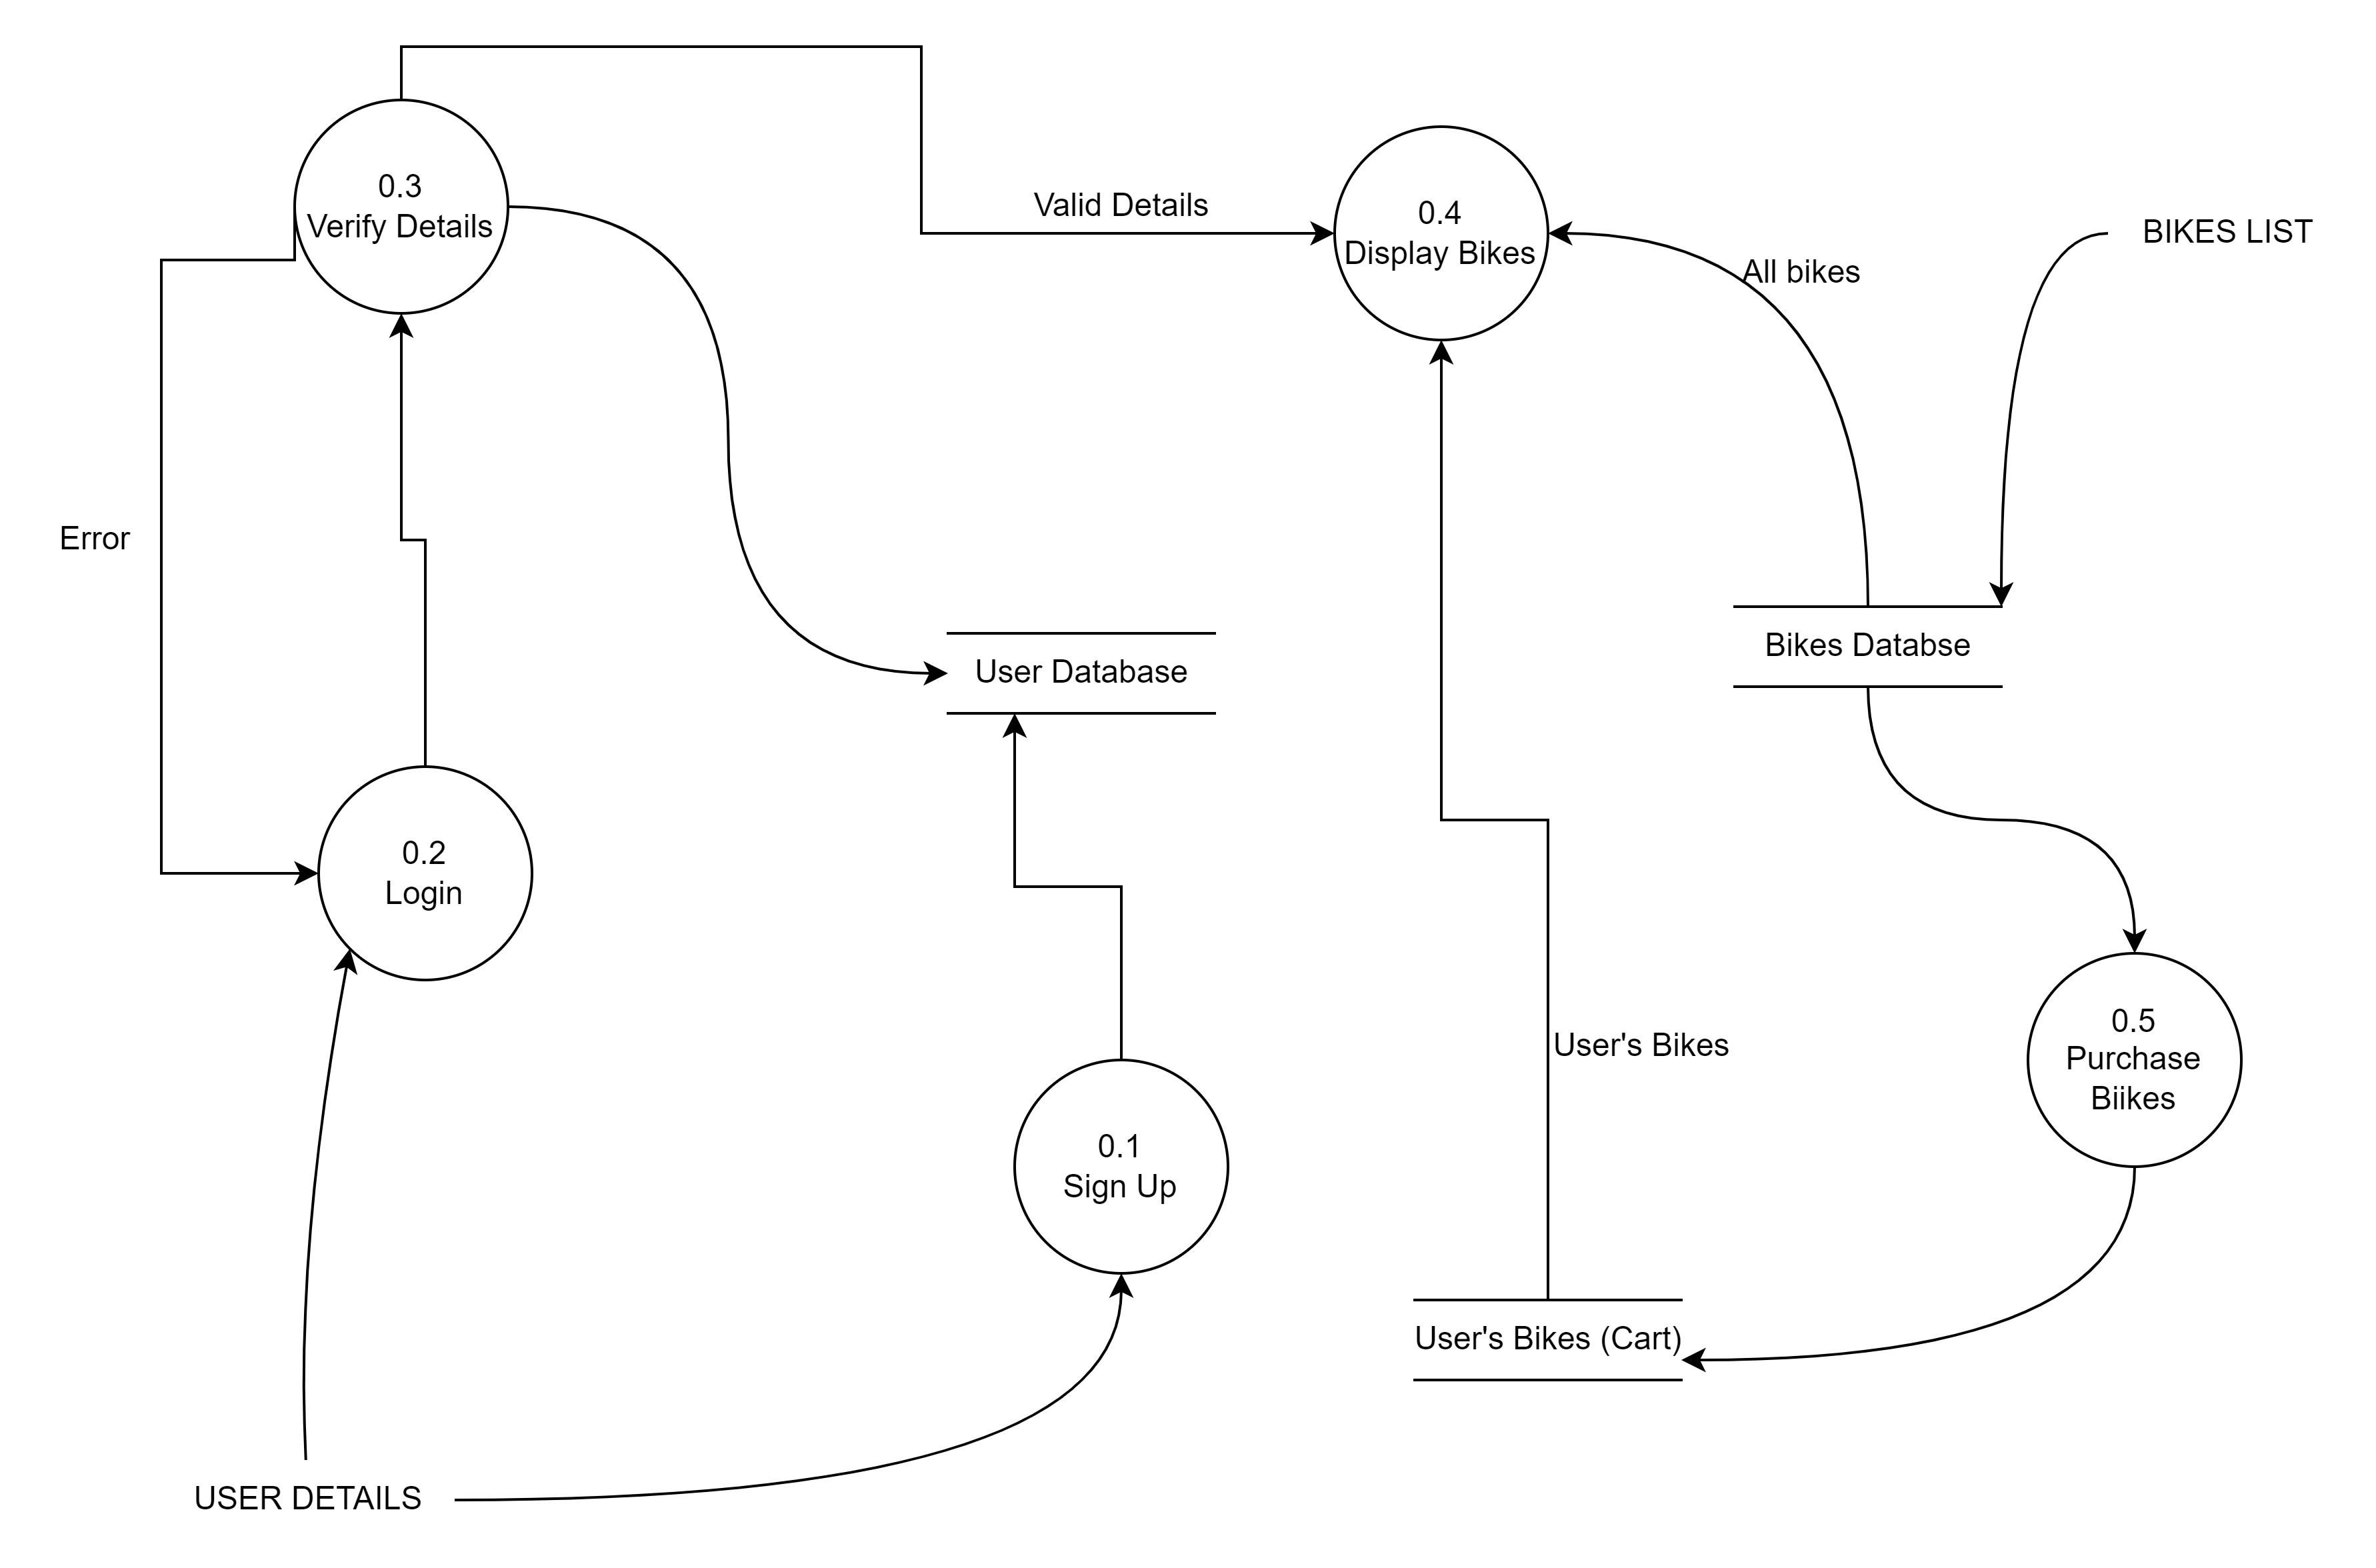 0.3
Verify Details
Valid Details
0.4
Display Bikes
All bikes
BIKES LIST
Error
User Database
Bikes Databse
0.2
Login
0.1
Sign Up
User's Bikes
0.5
Purchase
Biikes
User's Bikes (Cart)
USER DETAILS